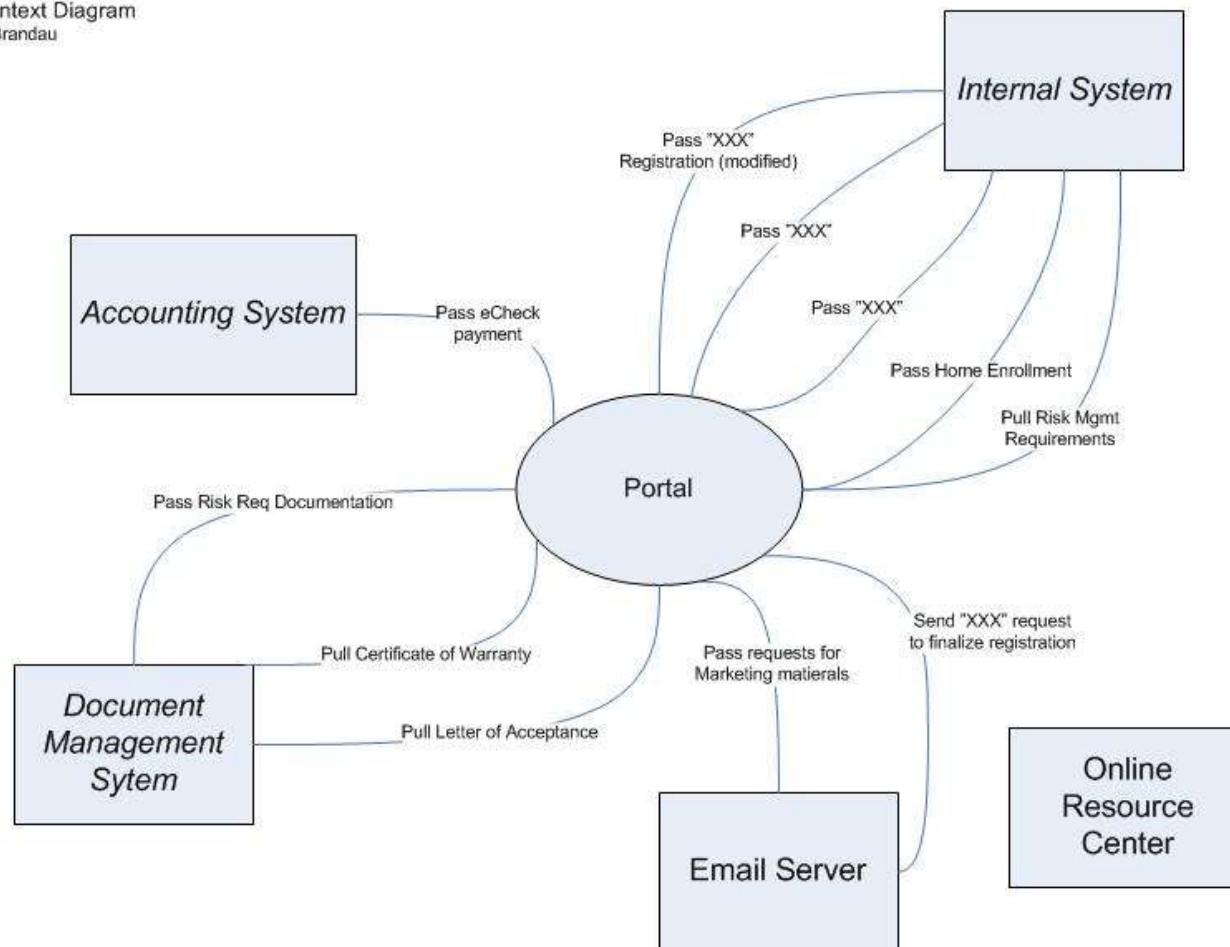 ntext Diagram
Brandau
Internal System
Pass "XXX"
Registration (modified)
Pass "XXX"
Accounting System
Pass "XXX"
Pass eCheck
payment
Pass Home Enrollment
Pull Risk Mgmt
Requirements
Portal
Pass Risk Req Documentation
Send "XXX" request
to finalize registration
Pull Certificate of Warranty
Pass requests for
Marketing matierals
Document
Management
Sytem
Pull Letter of Acceptance
Online
Resource
Center
Email Server